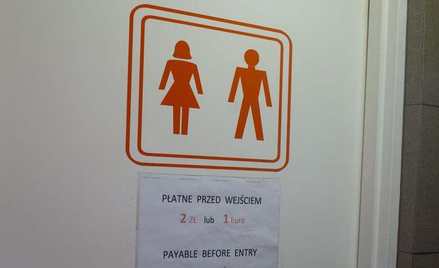 PŁATNE PRZED WEJŚCIEM
2 ZŁ lub 1 Euro
PAYABLE BEFORE ENTRY